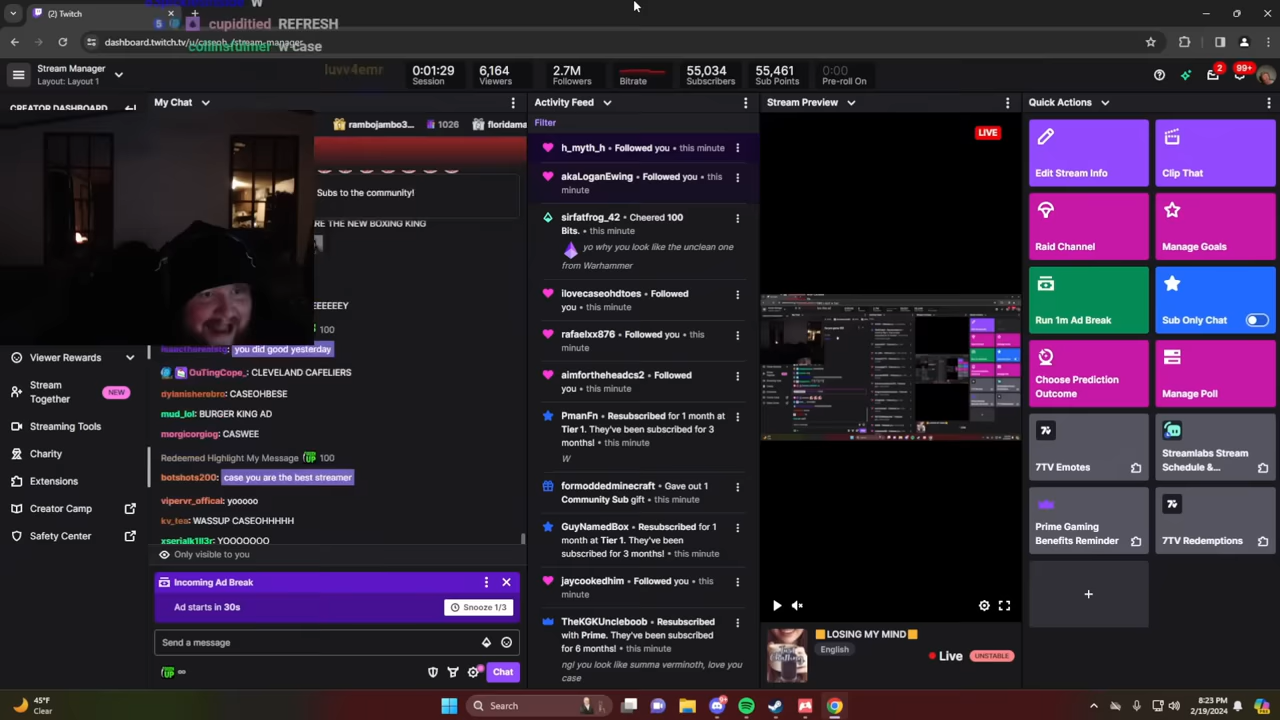 (2) Twitch
W
cupiditied REFRESH
w case
dashboard.twitch.tv/u/caseoh_/stream-manager
Stream Manager
Layout: Layout 1
luvv4emr
0:01:29
Session
6,164
Viewers
2.7M
Followers
Bitrate
55,034
Subscribers
55,461
Sub Points
0:00
Pre-roll On
2
99+
CREATOR DASHBOARD
Viewer Rewards
Stream
Together
NEW
Streaming Tools
Charity
Extensions
Creator Camp
Safety Center
My Chat
rambojambo3...
1026
floridama
Subs to the community!
RE THE NEW BOXING KING
EEEEEY
100
you did good yesterday
OuTingCope_: CLEVELAND CAFELIERS
dylanisherebro: CASEOHBESE
mud_lol: BURGER KING AD
morgicorgiog: CASWEE
Redeemed Highlight My Message 100
botshots200: case you are the best streamer
vipervr_offical: yooooo
kv_tea: WASSUP CASEOHHHHH
xserialk1ll3r: YOOOOOOO
Only visible to you
Incoming Ad Break
Ad starts in 30s
Snooze 1/3
Send a message
Chat
Activity Feed
Filter
h_myth_h • Followed you • this minute
akaLoganEwing • Followed you • this
minute
sirfatfrog_42 • Cheered 100
Bits. • this minute
yo why you look like the unclean one
from Warhammer
ilovecaseandtoes • Followed
you • this minute
rafaelrzz0 • Followed you • this
minute
aimfortheheadcs2 • Followed
you • this minute
PmanFn • Resubscribed for 1 month at
Tier 1. They've been subscribed for 3
months! • this minute
W
formoddedminecraft • Gave out 1
Community Sub gift • this minute
GuyNamedBox • Resubscribed for 1
month at Tier 1. They've been
subscribed for 3 months! • this minute
jaycookedhim • Followed you • this
minute
TheKGKUncleboob • Resubscribed
with Prime. They've been subscribed
for 6 months! • this minute
ngl you look like summa verminoth, love you
case
Stream Preview
LIVE
LOSING MY MIND
English
Live
UNSTABLE
Quick Actions
Edit Stream Info
Clip That
Raid Channel
Manage Goals
Run 1m Ad Break
Sub Only Chat
Choose Prediction
Outcome
Manage Poll
7TV Emotes
Streamlabs Stream
Schedule &...
Prime Gaming
Benefits Reminder
7TV Redemptions
45°F
Clear
Search
8:23 PM
2/19/2024